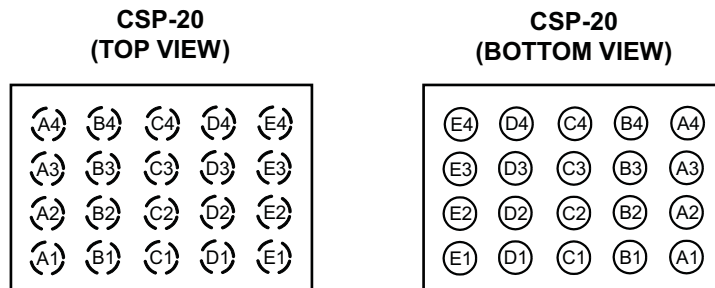 CSP-20
(TOP VIEW)
A4 B4 C4 D4 E4
A3 B3 C3 D3 E3
A2 B2 C2 D2 E2
A1 B1 C1 D1 E1
CSP-20
(BOTTOM VIEW)
E4 D4 C4 B4 A4
E3 D3 C3 B3 A3
E2 D2 C2 B2 A2
E1 D1 C1 B1 A1